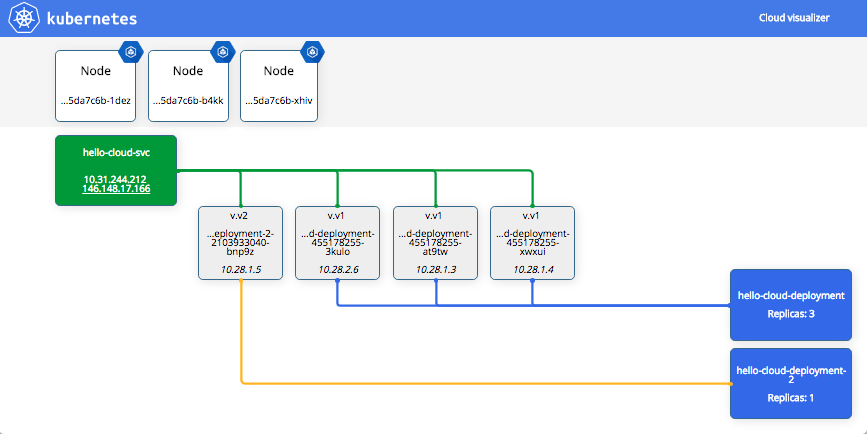 kubernetes
Cloud visualizer
Node
...5da7c6b-1dez
Node
...5da7c6b-b4kk
Node
...5da7c6b-xhiv
hello-cloud-svc
10.31.244.212
146.148.17.166
v.v2
...eployment-2-
2103933040-
bnp9z
10.28.1.5
v.v1
...d-deployment-
455178255-
3kulo
10.28.2.6
v.v1
...d-deployment-
455178255-
at9tw
10.28.1.3
v.v1
...d-deployment-
455178255-
xwxui
10.28.1.4
hello-cloud-deployment
Replicas: 3
hello-cloud-deployment-
2
Replicas: 1